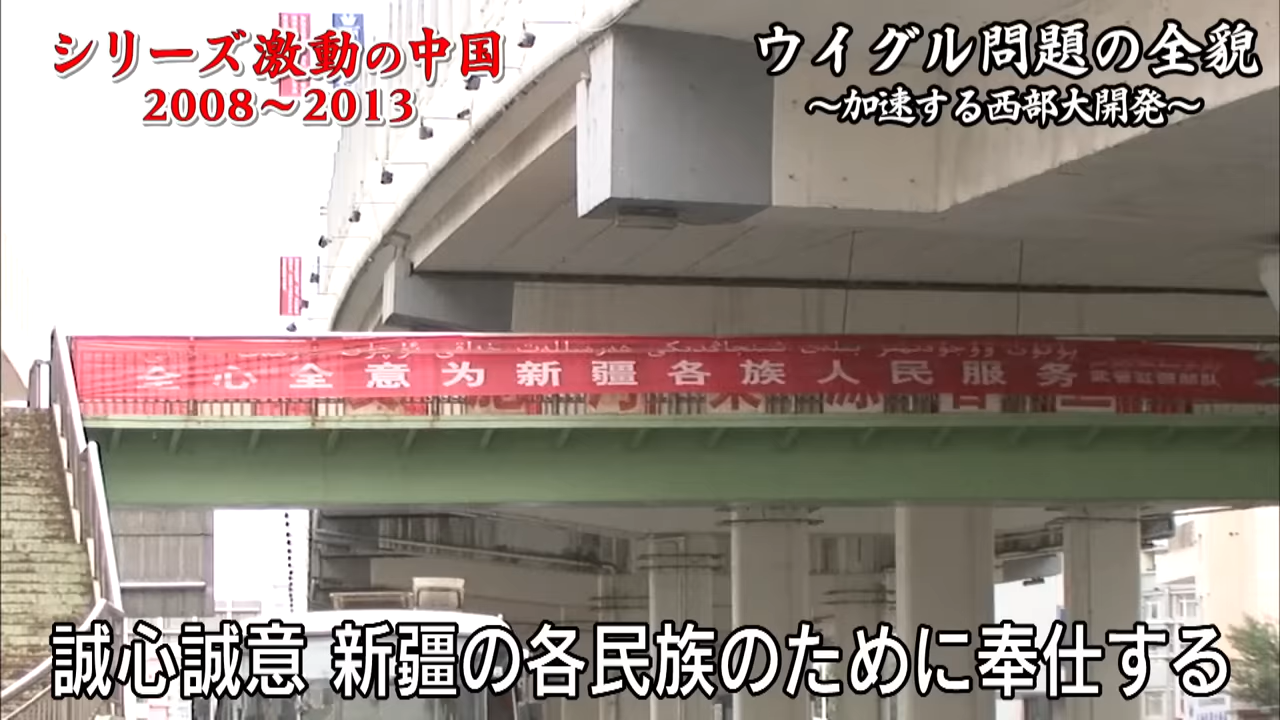 シリーズ激動の中国
2008～2013
ウイグル問題の全貌
～加速する西部大開発～
全心全意为新疆各族人民服务
誠心誠意 新疆の各民族のために奉仕する